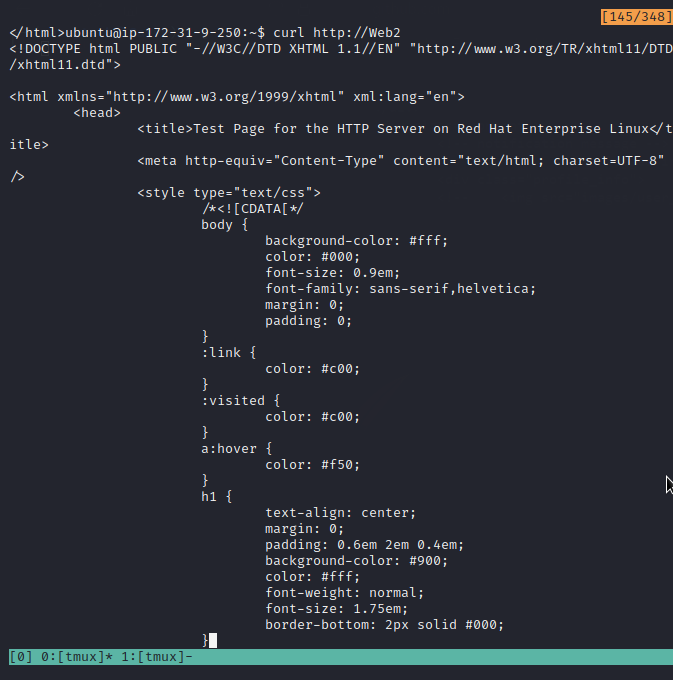 [145/348]
</html>ubuntu@ip-172-31-9-250:~$ curl http://Web2
<!DOCTYPE html PUBLIC "-//W3C//DTD XHTML 1.1//EN" "http://www.w3.org/TR/xhtml11/DTD
/xhtml11.dtd">
<html xmlns="http://www.w3.org/1999/xhtml" xml:lang="en">
<head>
<title>Test Page for the HTTP Server on Red Hat Enterprise Linux</t
itle>
<meta http-equiv="Content-Type" content="text/html; charset=UTF-8"
/>
<style type="text/css">
/*<![CDATA[*/
body {
background-color: #fff;
color: #000;
font-size: 0.9em;
font-family: sans-serif,helvetica;
margin: 0;
padding: 0;
}
:link {
color: #c00;
}
:visited {
color: #c00;
}
a:hover {
color: #f50;
}
h1 {
text-align: center;
margin: 0;
padding: 0.6em 2em 0.4em;
background-color: #900;
color: #fff;
font-weight: normal;
font-size: 1.75em;
border-bottom: 2px solid #000;
}
[0] 0:[tmux]* 1:[tmux]-